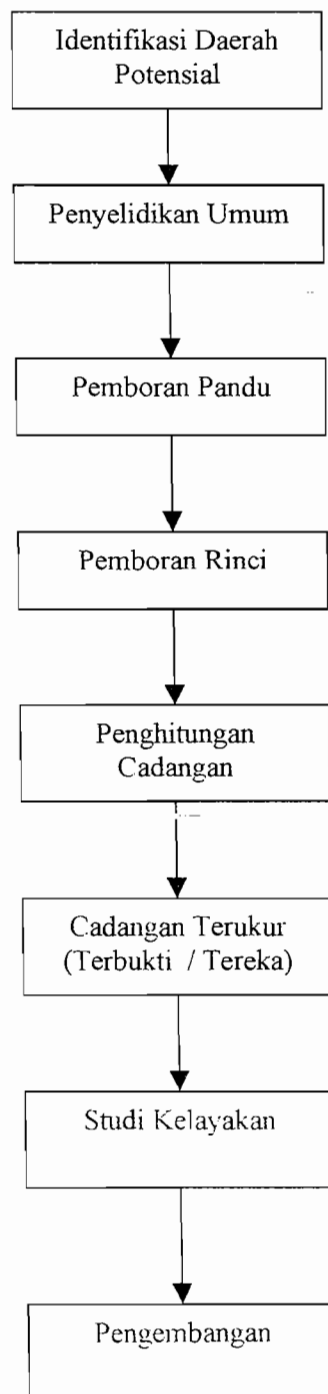 Identifikasi Daerah
Potensial
Penyelidikan Umum
Pemboran Pandu
Pemboran Rinci
Penghitungan
Cadangan
Cadangan Terukur
(Terbukti / Tereka)
Studi Kelayakan
Pengembangan